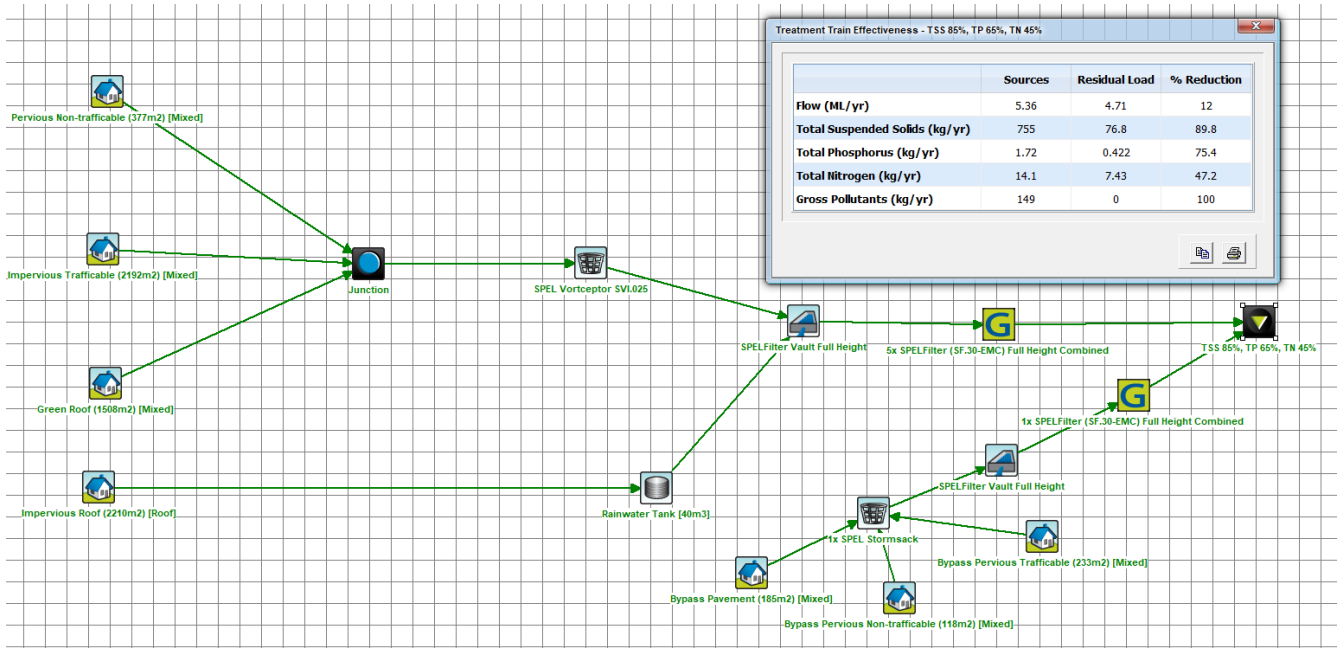 Treatment Train Effectiveness - TSS 85%, TP 65%, TN 45%
Sources Residual Load % Reduction
Flow (ML/yr) 5.36 4.71 12
Total Suspended Solids (kg/yr) 755 76.8 89.8
Total Phosphorus (kg/yr) 1.72 0.422 75.4
Total Nitrogen (kg/yr) 14.1 7.43 47.2
Gross Pollutants (kg/yr) 149 0 100
Pervious Non-trafficable (377m2) [Mixed]
Impervious Trafficable (2192m2) [Mixed]
Junction
SPEL Vortceptor SVI.025
SPELFilter Vault Full Height
G
5x SPELFilter (SF.30-EMC) Full Height Combined
TSS 85%, TP 65%, TN 45%
Green Roof (1508m2) [Mixed]
G
1x SPELFilter (SF.30-EMC) Full Height Combined
SPELFilter Vault Full Height
Impervious Roof (2210m2) [Roof]
Rainwater Tank [40m3]
1x SPEL Stormsack
Bypass Pervious Trafficable (233m2) [Mixed]
Bypass Pavement (185m2) [Mixed]
Bypass Pervious Non-trafficable (118m2) [Mixed]